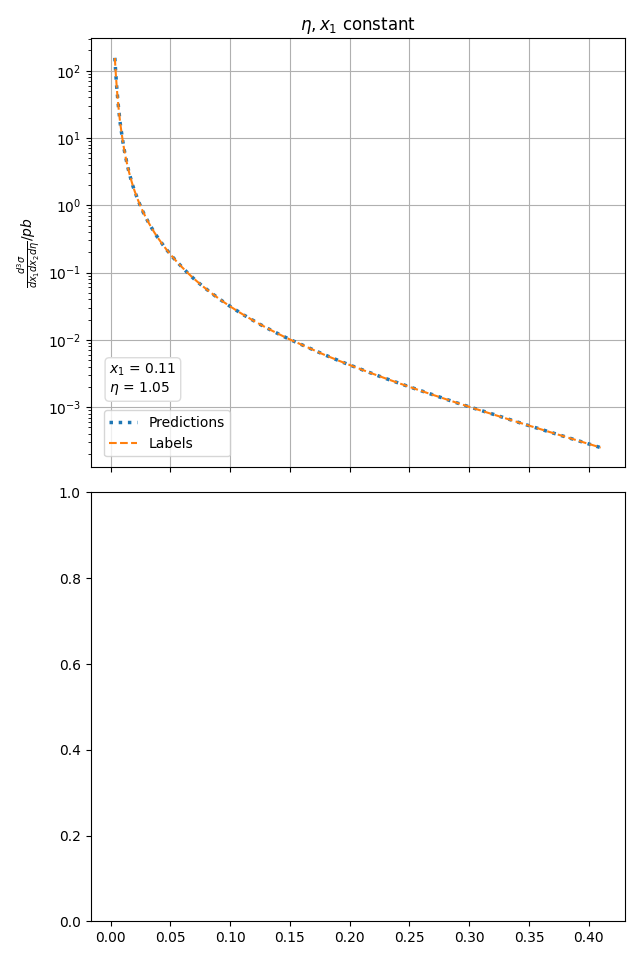 η, x₁ constant
10²
10¹
10⁰
10⁻¹
10⁻²
10⁻³
d³σ/dx₁dx₂dη /pb
x₁ = 0.11
η = 1.05
Predictions
Labels
1.0
0.8
0.6
0.4
0.2
0.0
0.00 0.05 0.10 0.15 0.20 0.25 0.30 0.35 0.40